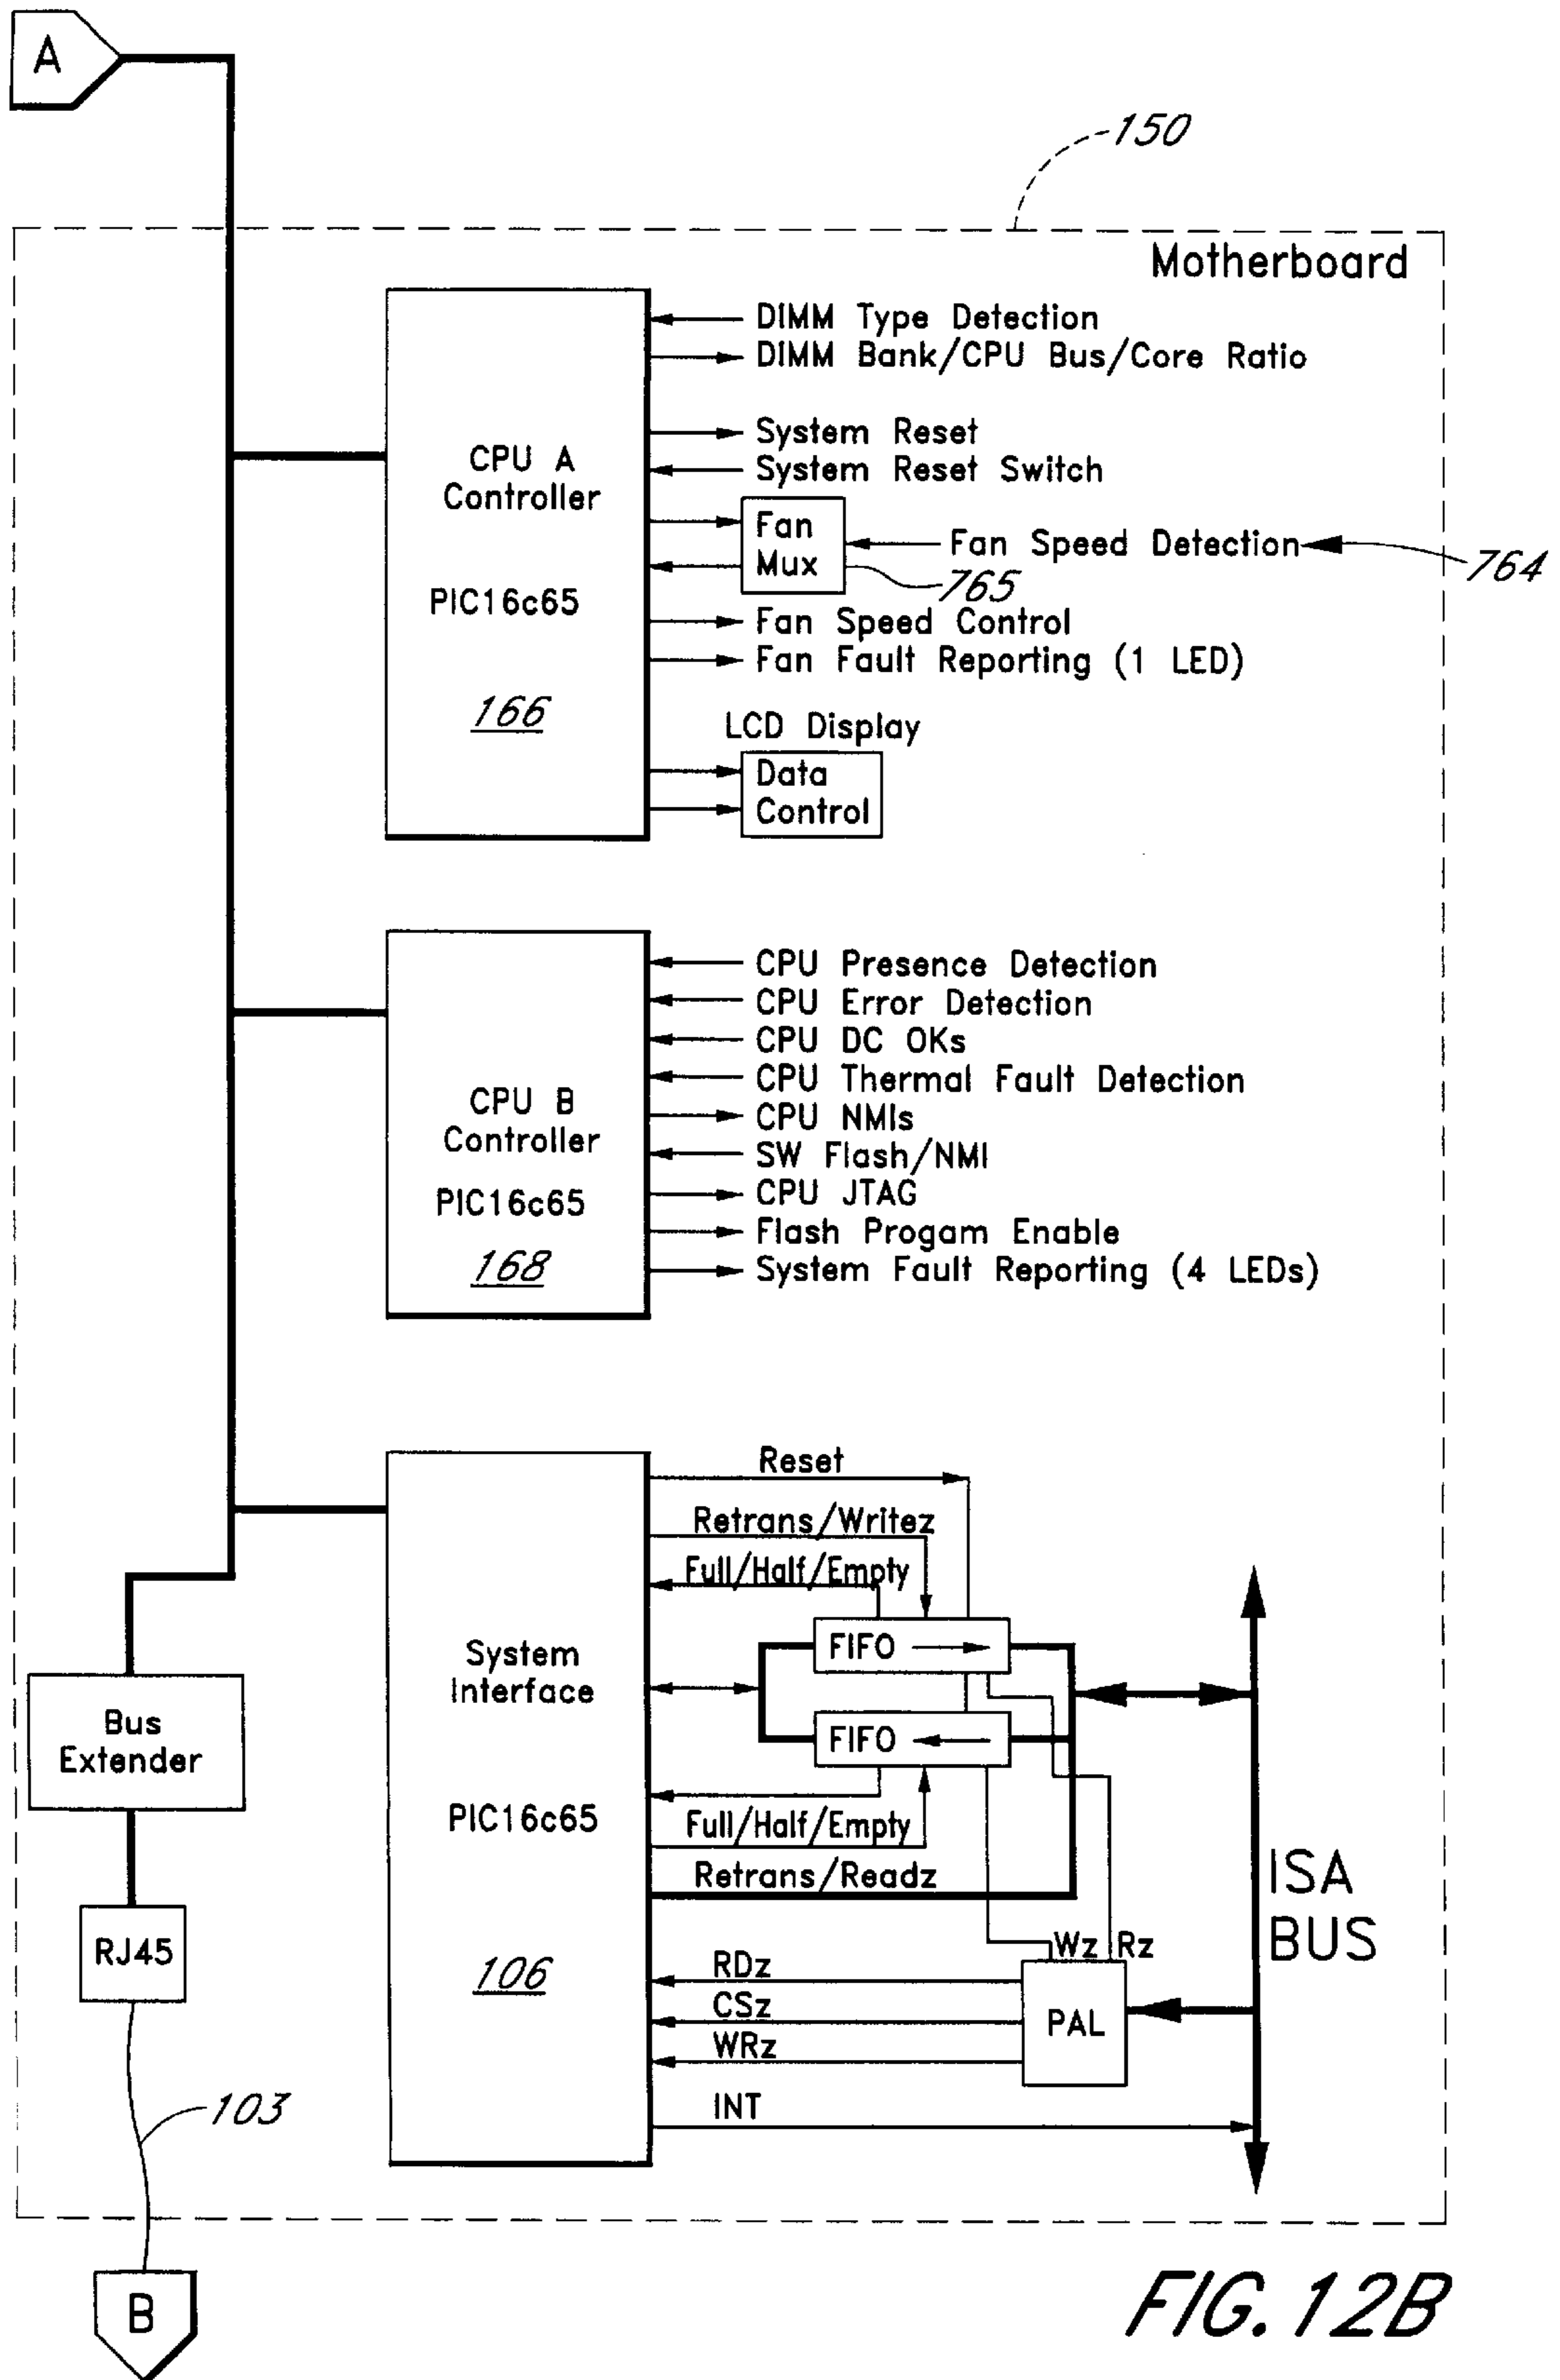 A
150
Motherboard
DIMM Type Detection
DIMM Bank/CPU Bus/Core Ratio
System Reset
System Reset Switch
CPU A
Controller
PIC16c65
166
Fan
Mux
Fan Speed Detection
764
765
Fan Speed Control
Fan Fault Reporting (1 LED)
LCD Display
Data
Control
CPU Presence Detection
CPU Error Detection
CPU DC OKs
CPU Thermal Fault Detection
CPU NMIs
SW Flash/NMI
CPU JTAG
Flash Progam Enable
System Fault Reporting (4 LEDs)
CPU B
Controller
PIC16c65
168
Reset
Retrans/Writez
Full/Half/Empty
FIFO
FIFO
Full/Half/Empty
Retrans/Readz
System
Interface
PIC16c65
106
Bus
Extender
RJ45
ISA
BUS
Wz Rz
RDz
CSz
WRz
PAL
INT
103
B
FIG. 12B